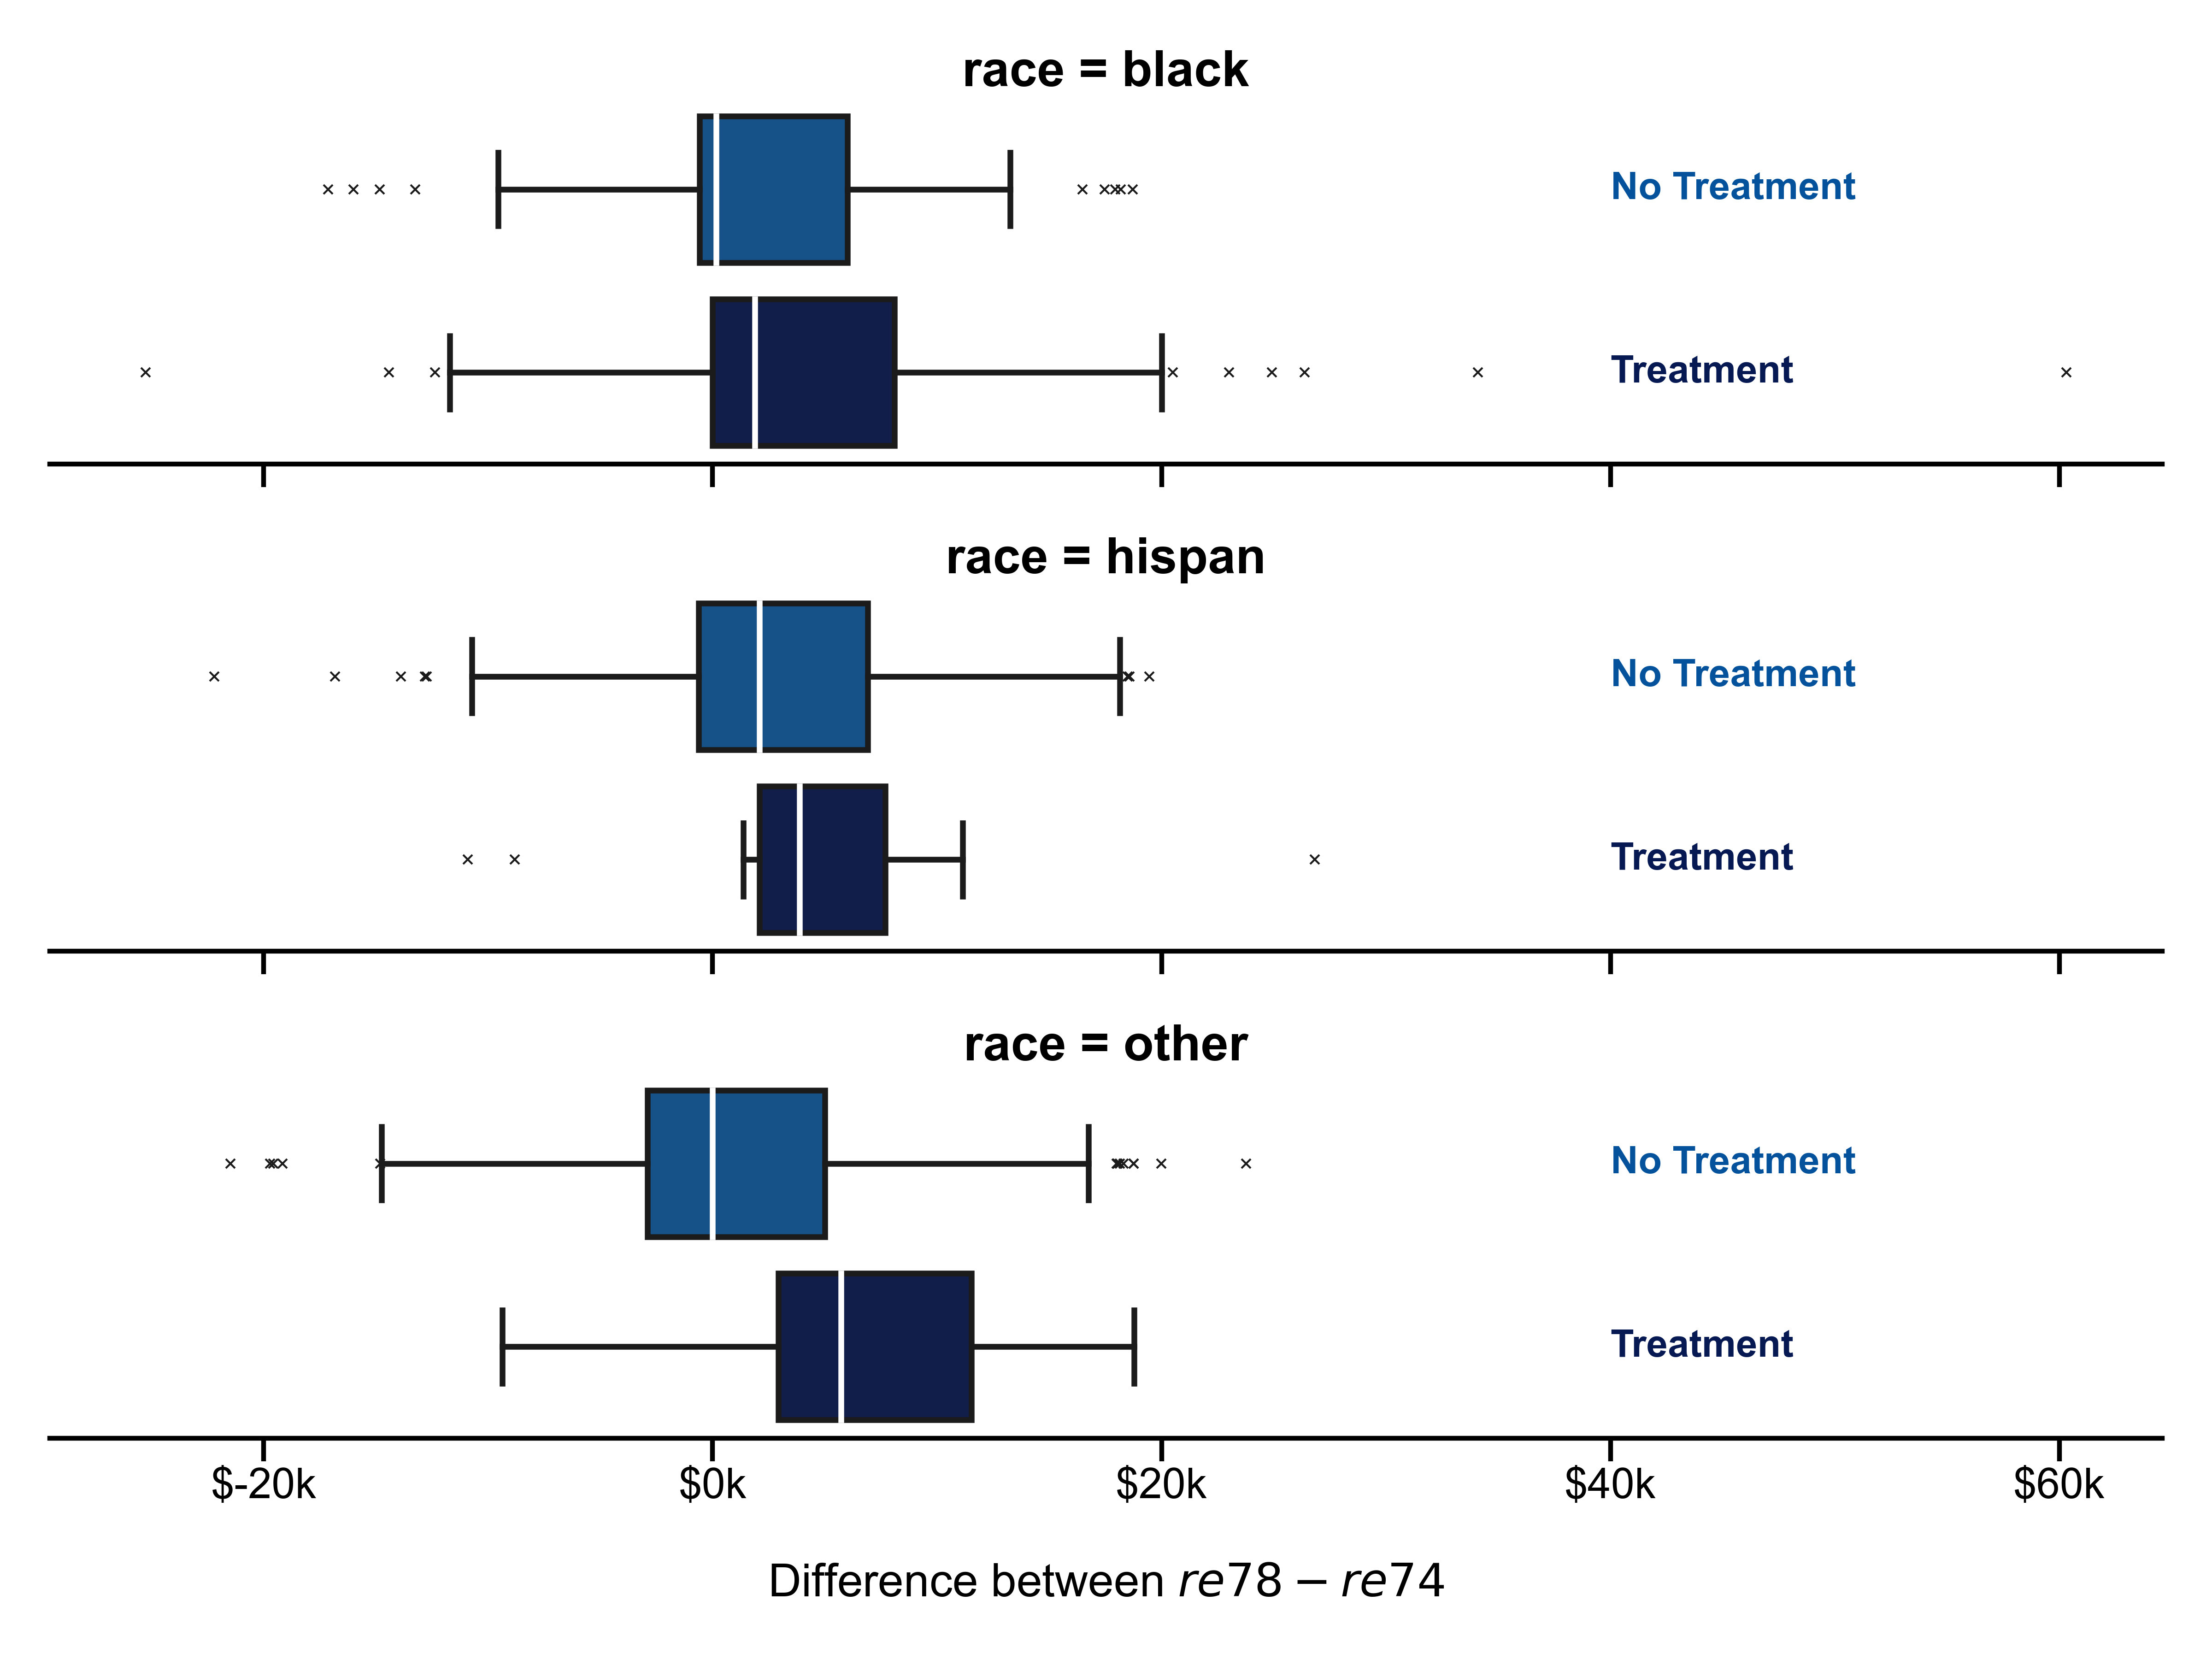 race = black
No Treatment
Treatment
race = hispan
No Treatment
Treatment
race = other
No Treatment
Treatment
$-20k $0k $20k $40k $60k
Difference between re78 − re74